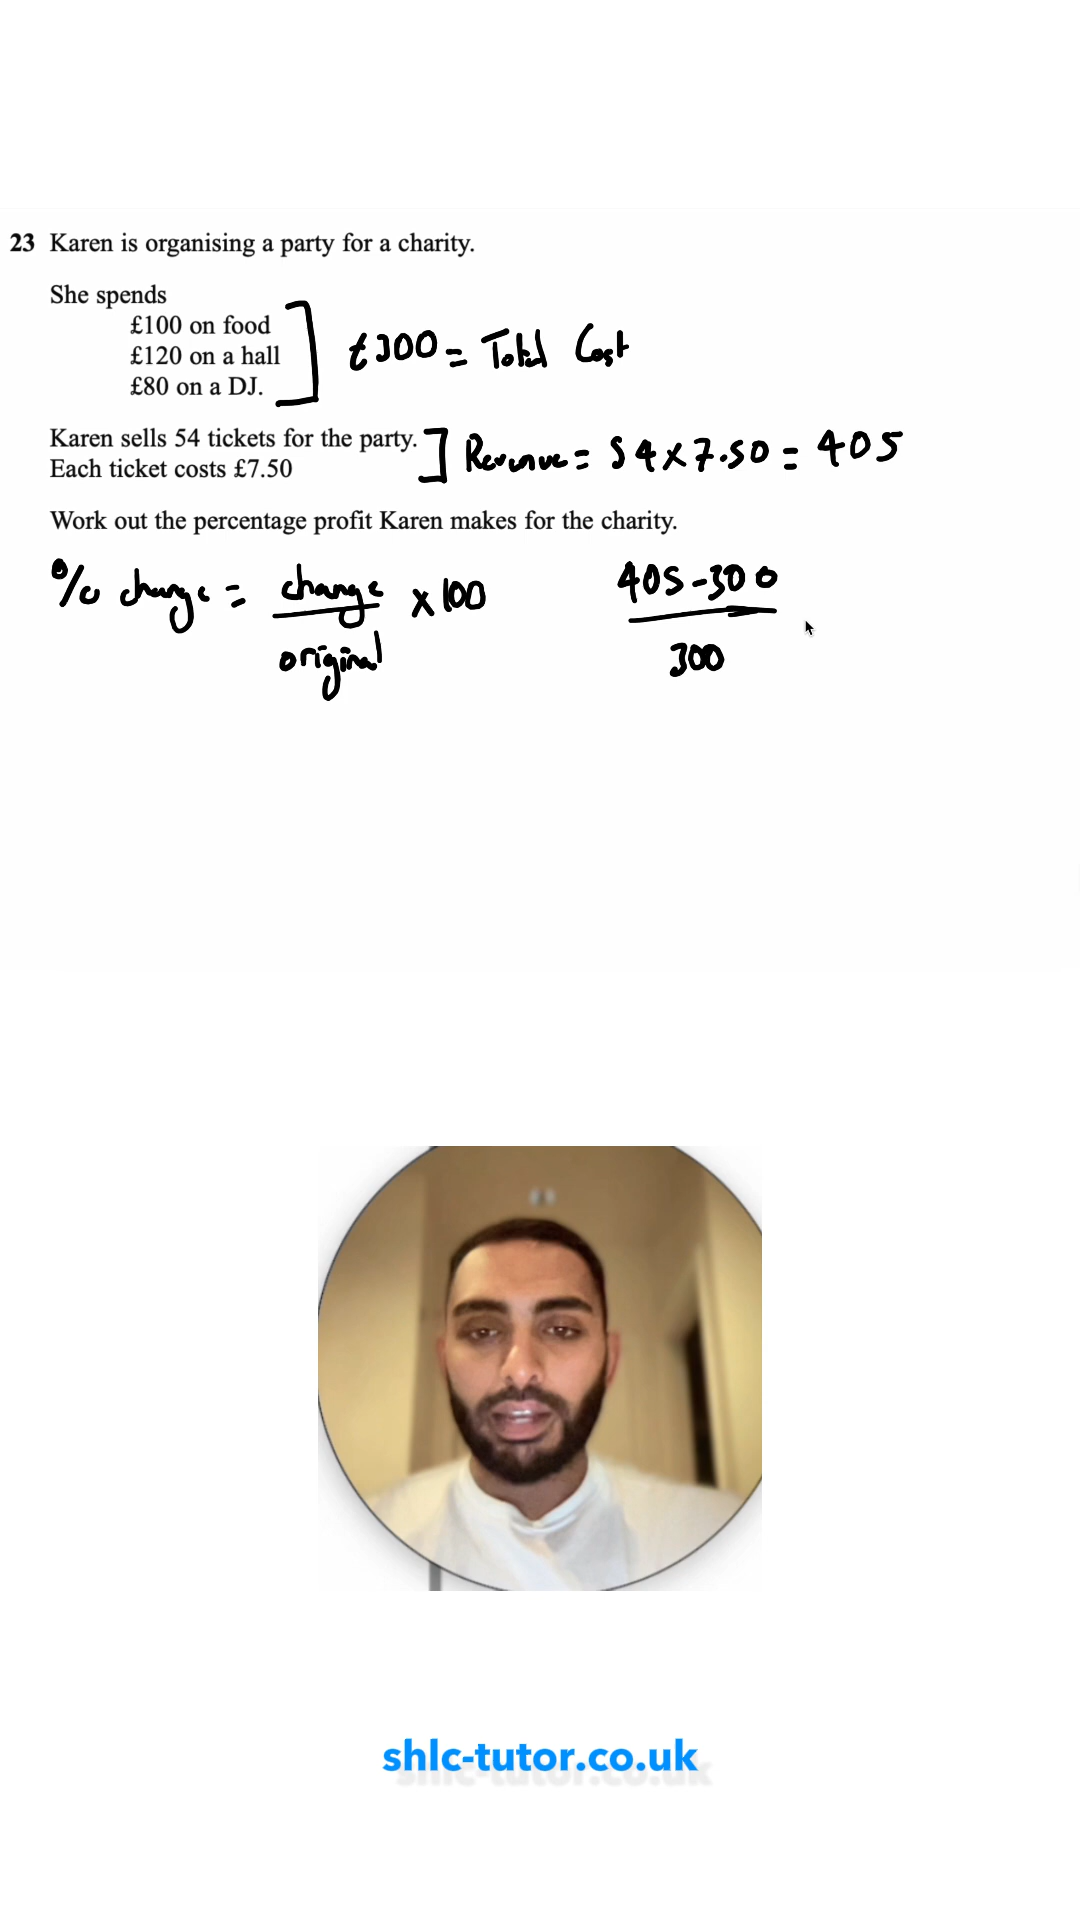 23 Karen is organising a party for a charity.
She spends
£100 on food
£120 on a hall
£80 on a DJ.
£300 = Total Cost
Karen sells 54 tickets for the party.
Each ticket costs £7.50
] Revenue = 54 x 7.50 = 405
Work out the percentage profit Karen makes for the charity.
% change = change / original x 100
405-300 / 300
shlc-tutor.co.uk